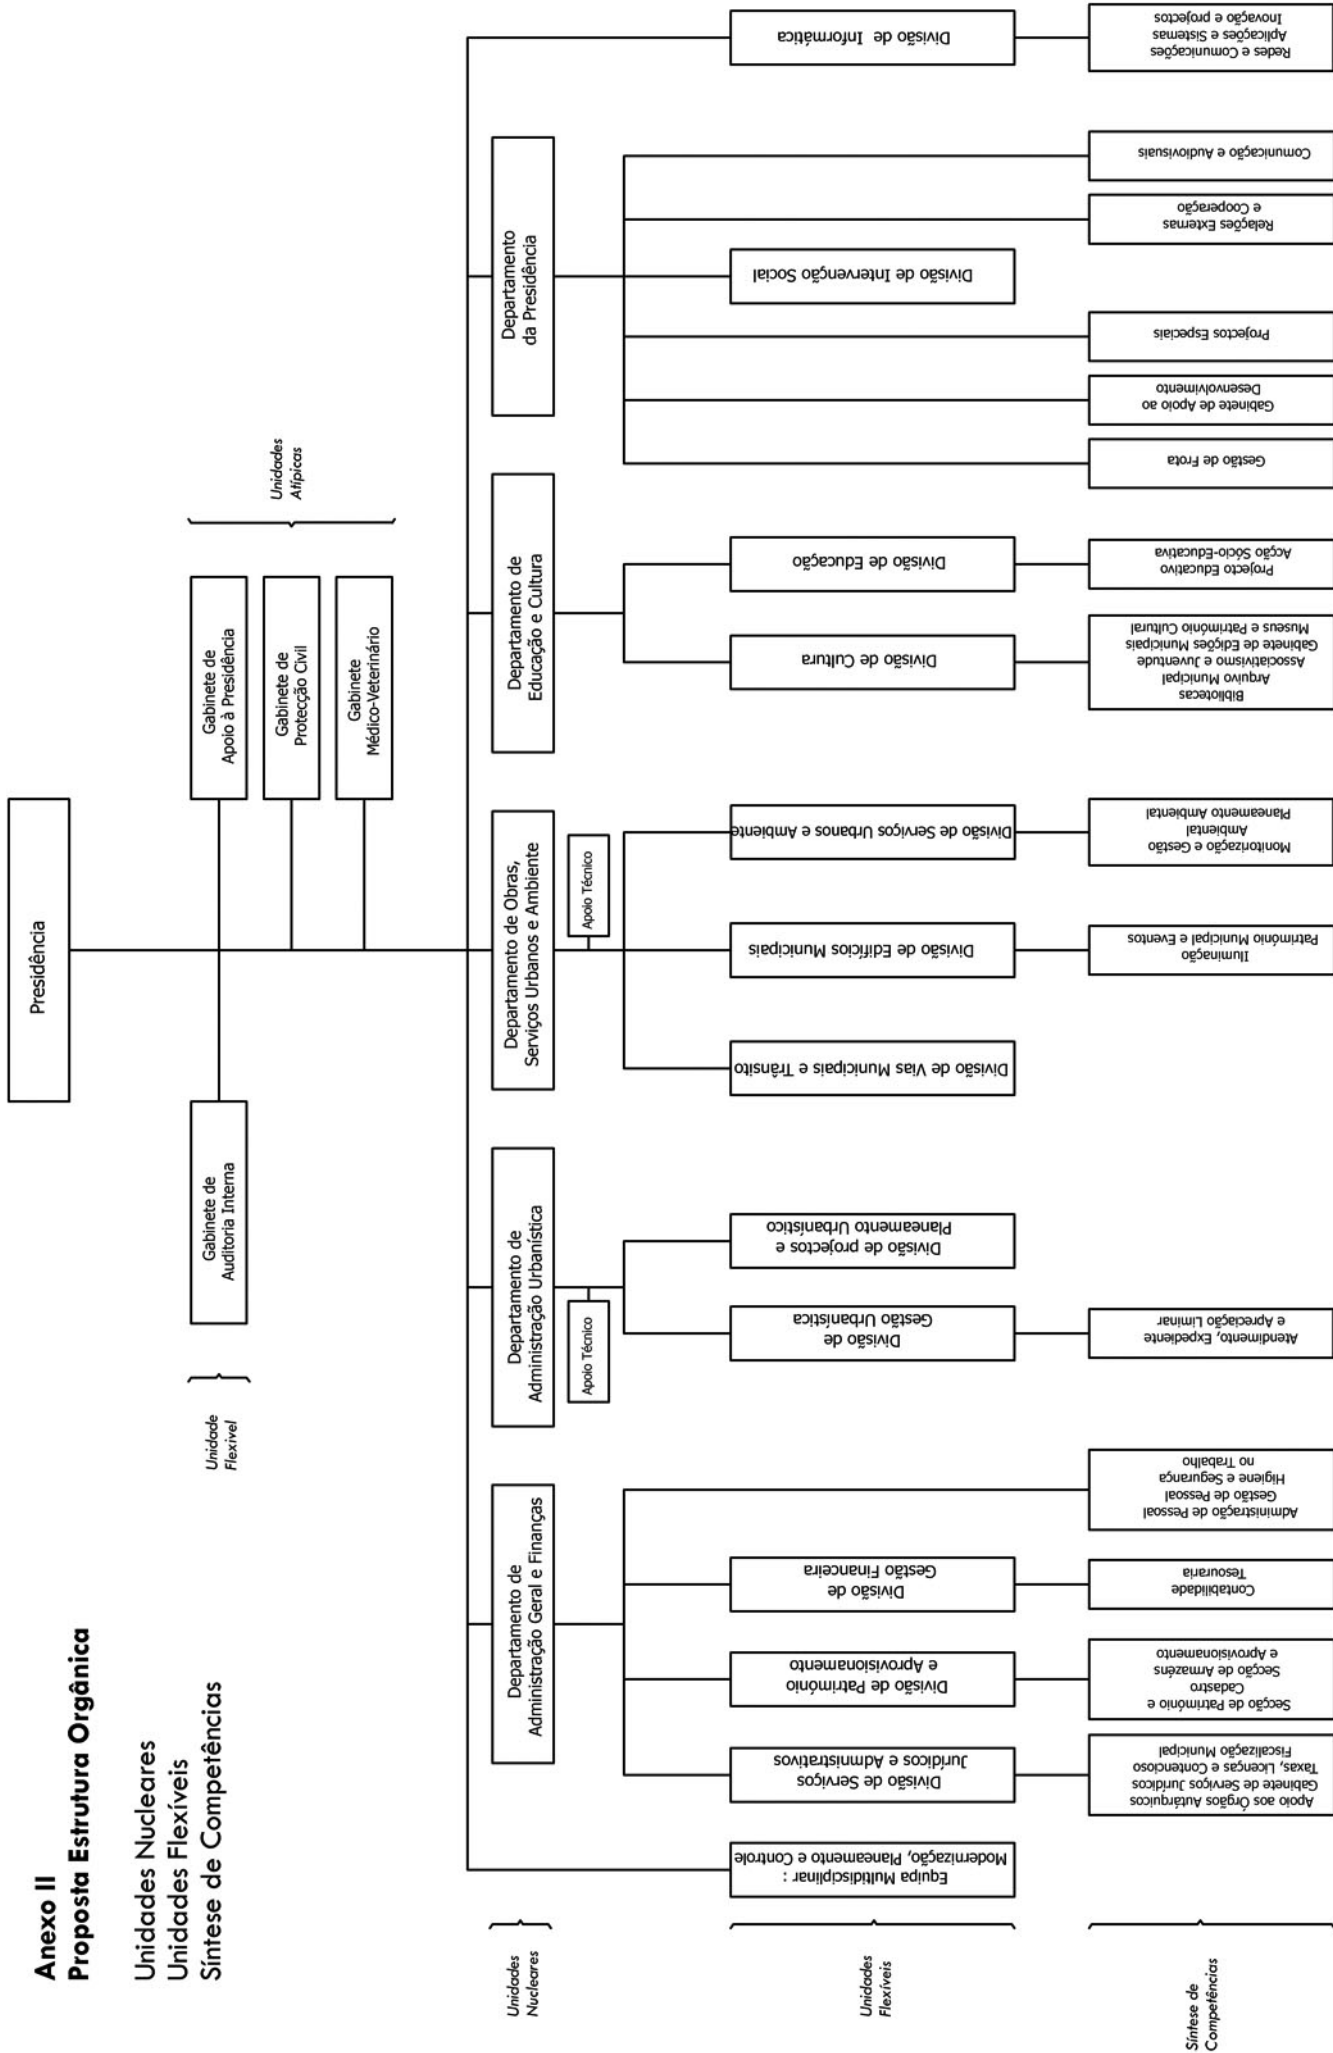 Anexo II
Proposta Estrutura Orgânica
Unidades Nucleares
Unidades Flexíveis
Síntese de Competências
Presidência
Unidade
Flexível
Gabinete de
Auditoria Interna
Gabinete de
Apoio à Presidência
Gabinete de
Protecção Civil
Gabinete
Médico-Veterinário
Unidades
Atípicas
Unidades
Nucleares
Departamento de
Administração Geral e Finanças
Departamento de
Administração Urbanística
Departamento de Obras,
Serviços Urbanos e Ambiente
Departamento de
Educação e Cultura
Departamento
da Presidência
Apoio Técnico
Apoio Técnico
Unidades
Flexíveis
Equipa Multidisciplinar :
Modernização, Planeamento e Controle
Divisão de Serviços
Jurídicos e Admnistrativos
Divisão de Património
e Aprovisionamento
Divisão de
Gestão Financeira
Divisão de
Gestão Urbanística
Divisão de projectos e
Planeamento Urbanístico
Divisão de Vias Municipais e Trânsito
Divisão de Edifícios Municipais
Divisão de Serviços Urbanos e Ambiente
Divisão de Cultura
Divisão de Educação
Divisão de Intervenção Social
Divisão de Informática
Síntese de
Competências
Apoio aos Órgãos Autárquicos
Gabinete de Serviços Jurídicos
Taxas, Licenças e Contencioso
Fiscalização Municipal
Secção de Património e
Cadastro
Secção de Armazéns
e Aprovisionamento
Contabilidade
Tesouraria
Administração de Pessoal
Gestão de Pessoal
Higiene e Segurança
no Trabalho
Atendimento, Expediente
e Apreciação Liminar
Iluminação
Património Municipal e Eventos
Monitorização e Gestão
Ambiental
Planeamento Ambiental
Bibliotecas
Arquivo Municipal
Associativismo e Juventude
Gabinete de Edições Municipais
Museus e Património Cultural
Projecto Educativo
Acção Sócio-Educativa
Gestão de Frota
Gabinete de Apoio ao
Desenvolvimento
Projectos Especiais
Relações Externas
e Cooperação
Comunicação e Audiovisuais
Redes e Comunicações
Aplicações e Sistemas
Inovação e projectos